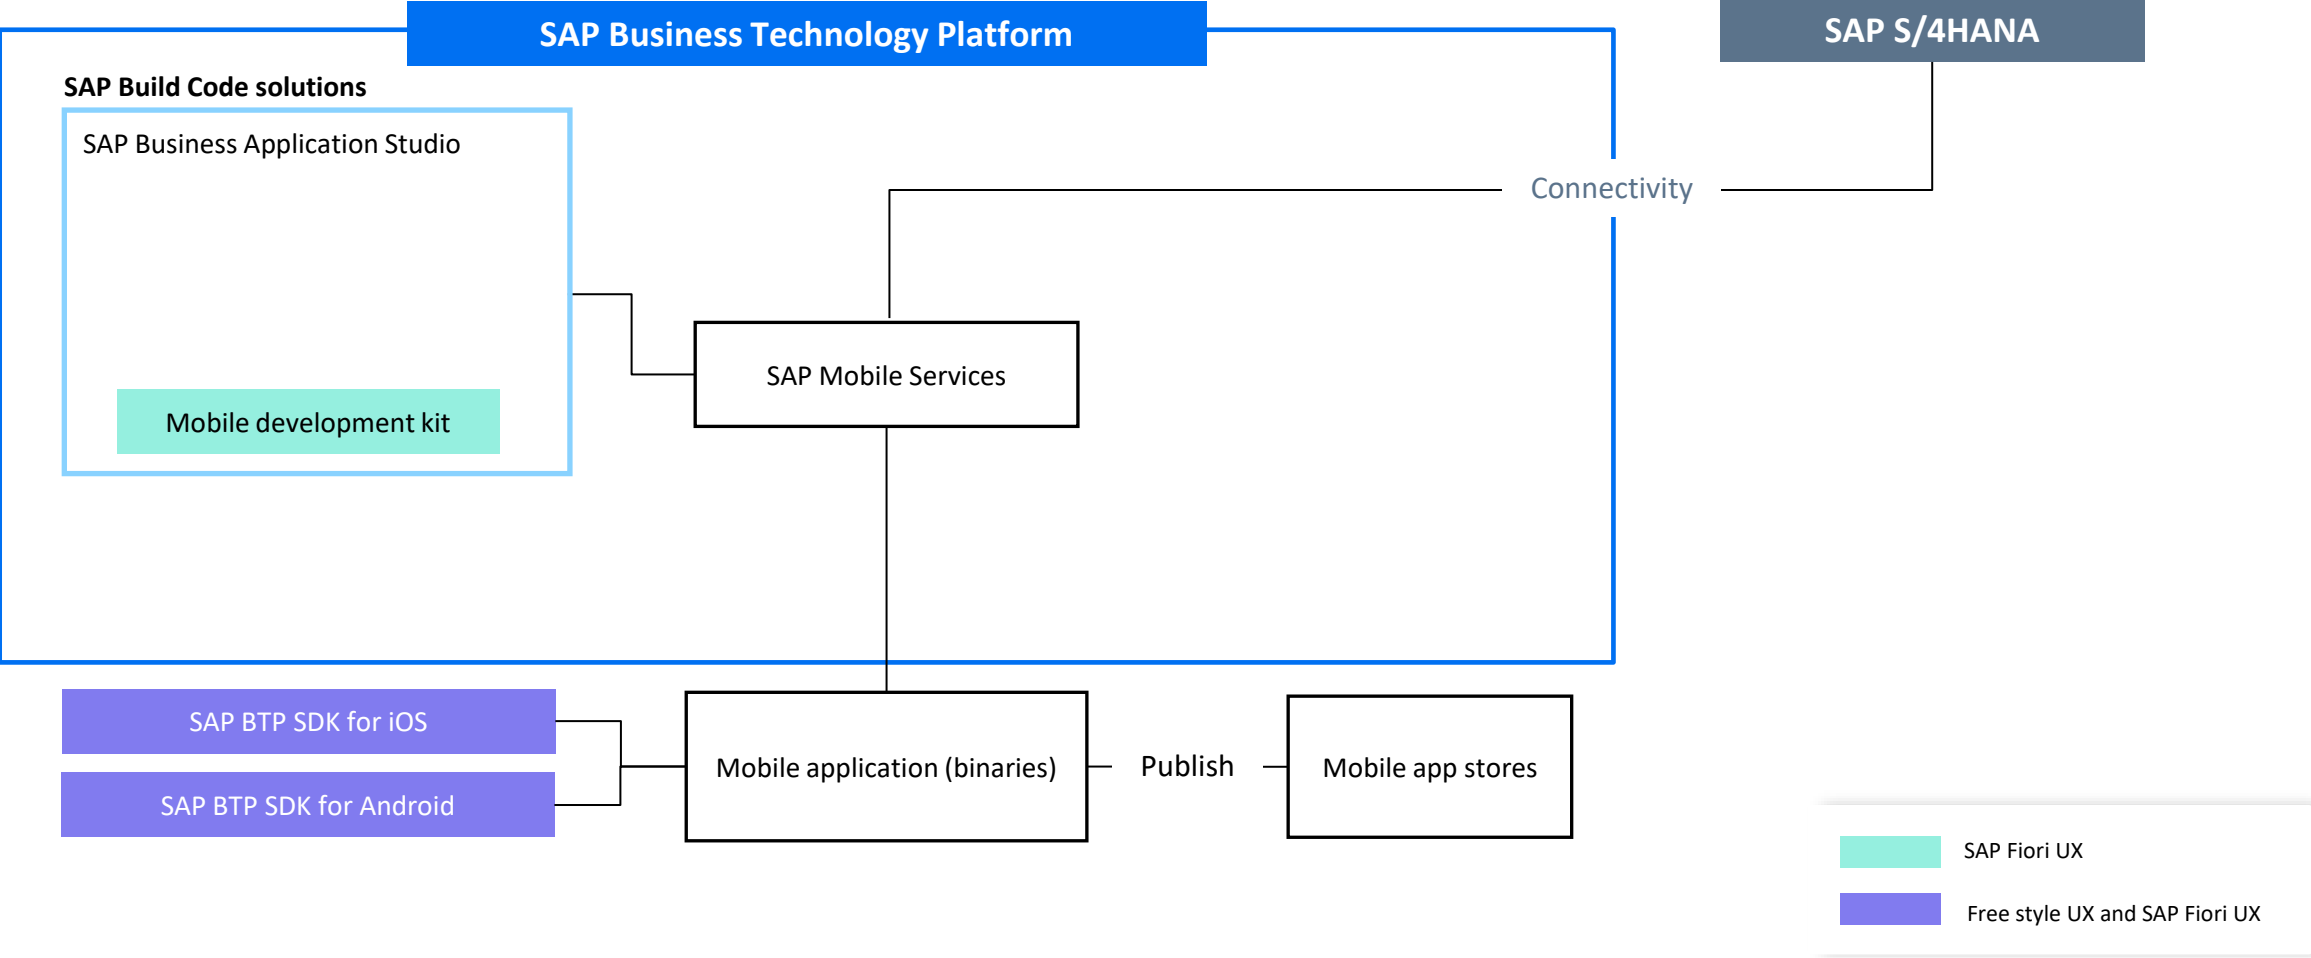 SAP Business Technology Platform
SAP S/4HANA
SAP Build Code solutions
SAP Business Application Studio
Connectivity
SAP Mobile Services
Mobile development kit
SAP BTP SDK for iOS
SAP BTP SDK for Android
Mobile application (binaries)
Publish
Mobile app stores
SAP Fiori UX
Free style UX and SAP Fiori UX